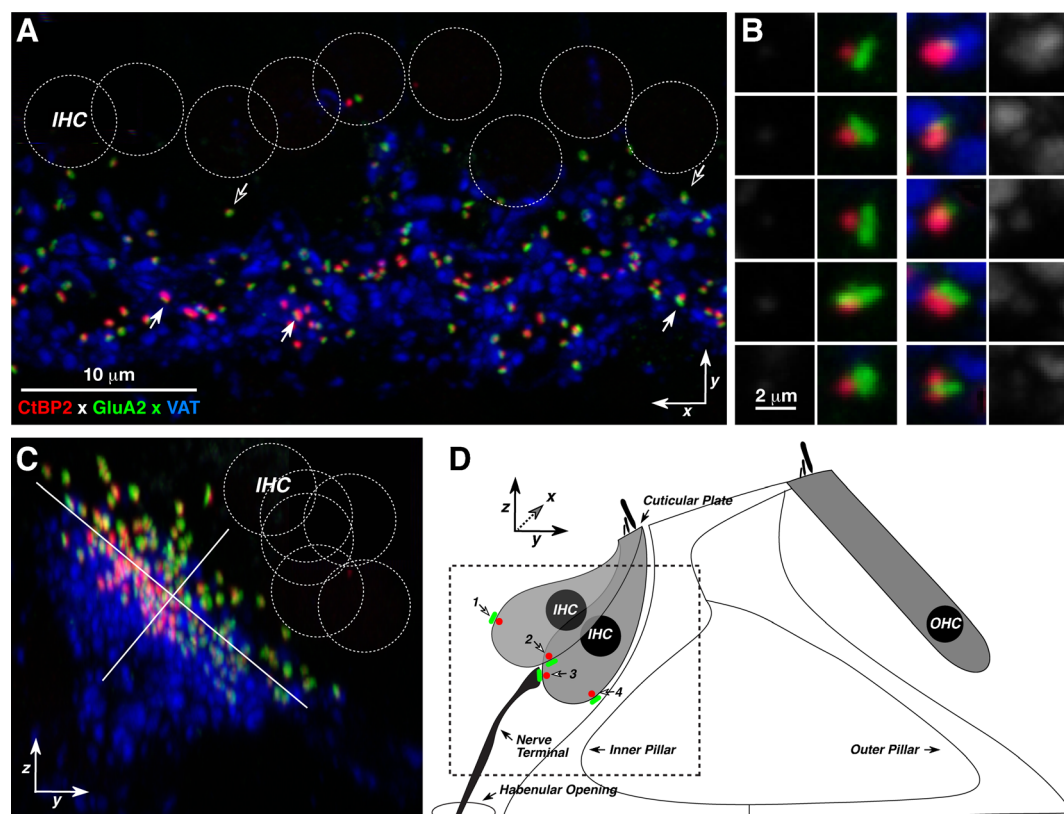 A
IHC
10 µm
CtBP2 x GluA2 x VAT
y
x
B
2 µm
C
IHC
z
y
D
z
x
y
Cuticular Plate
1
IHC
2
IHC
3
4
OHC
Nerve
Terminal
Inner Pillar
Outer Pillar
Habenular Opening